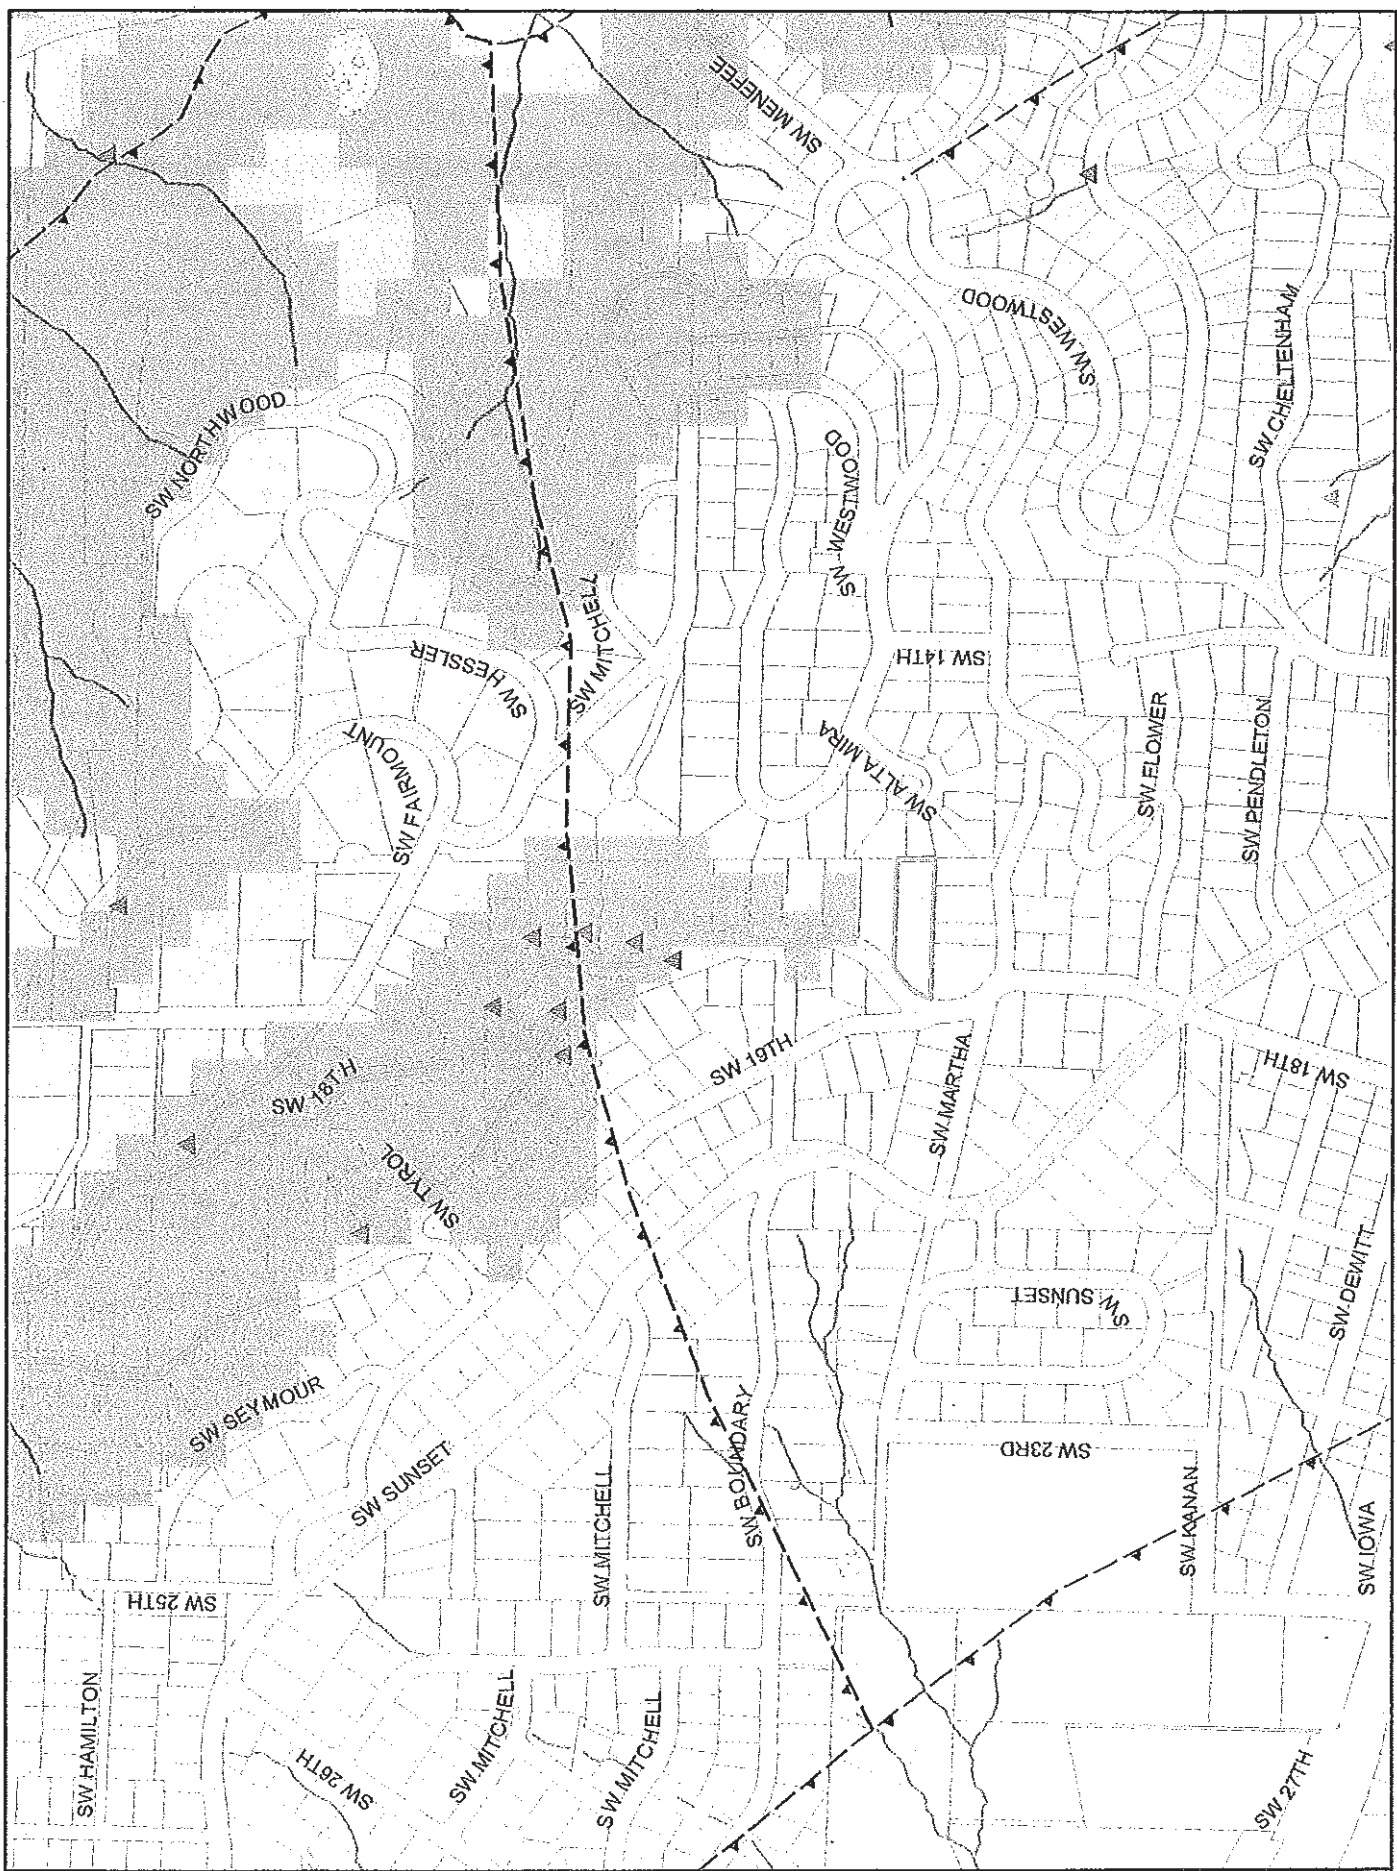 SW MENEFEE
SW WESTWOOD
SW CHELTENHAM
SW NORTHWOOD
SW WESTWOOD
SW MITCHELL
SW HESSLER
SW 14TH
SW FAIRMOUNT
SW ALTA MIRA
SW FLOWER
SW PENDLETON
SW 18TH
SW 19TH
SW MARTHA
SW 18TH
SW TYROL
SW SUNSET
SW DEWITT
SW SEYMOUR
SW SUNSET
SW BOUNDARY
SW 23RD
SW MITCHELL
SW KANAN
SW IOWA
SW 25TH
SW HAMILTON
SW 26TH
SW MITCHELL
SW MITCHELL
SW 27TH